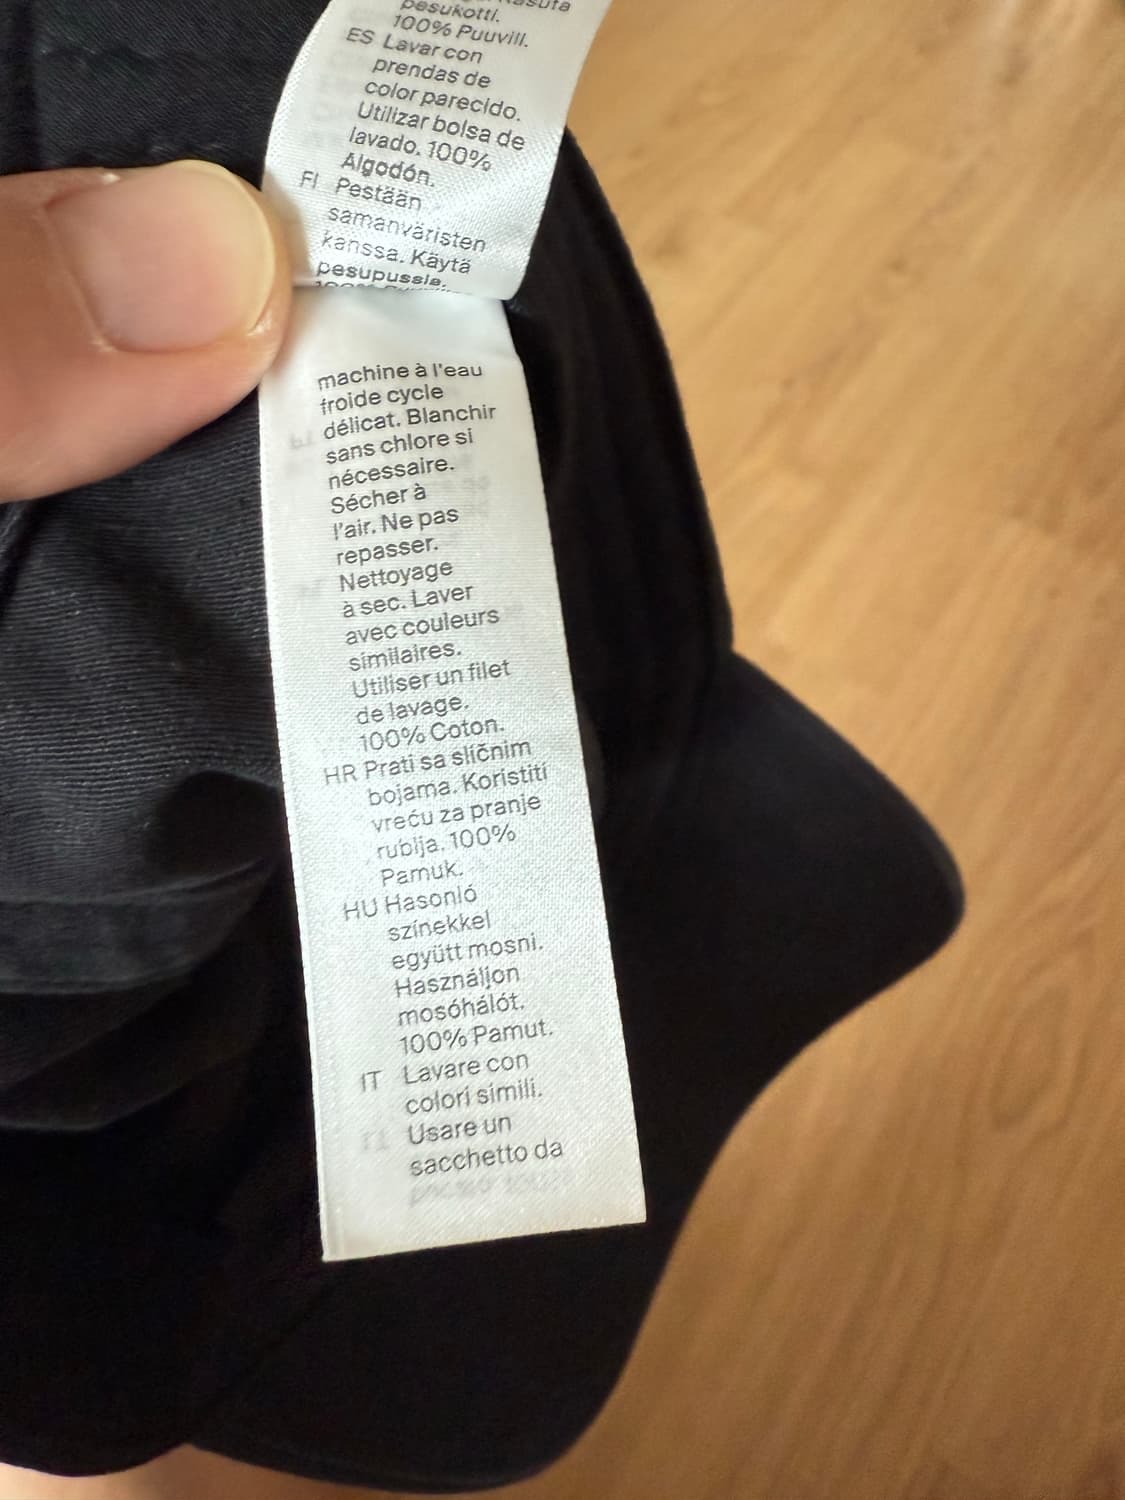 Kasuta
pesukotti.
100% Puuvill.
ES Lavar con
prendas de
color parecido.
Utilizar bolsa de
lavado. 100%
Algodón.
FI Pestään
samanväristen
kanssa. Käytä
pesupussia.
100%
machine à l'eau
froide cycle
délicat. Blanchir
sans chlore si
nécessaire.
Sécher à
l'air. Ne pas
repasser.
Nettoyage
à sec. Laver
avec couleurs
similaires.
Utiliser un filet
de lavage.
100% Coton.
HR Prati sa sličnim
bojama. Koristiti
vreću za pranje
rublja. 100%
Pamuk.
HU Hasonló
színekkel
együtt mosni.
Használjon
mosóhálót.
100% Pamut.
IT Lavare con
colori simili.
Usare un
sacchetto da